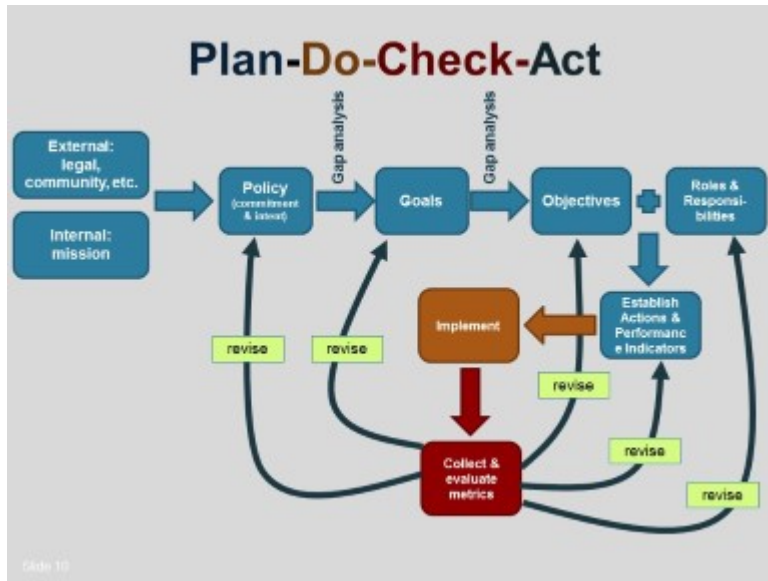 Plan-Do-Check-Act
External:
legal,
community, etc.
Internal:
mission
Policy
(commitment
& intent)
Gap analysis
Goals
Gap analysis
Objectives
Roles &
Responsi-
bilities
Establish
Actions &
Performanc
e Indicators
Implement
Collect &
evaluate
metrics
revise
revise
revise
revise
revise
Slide 10